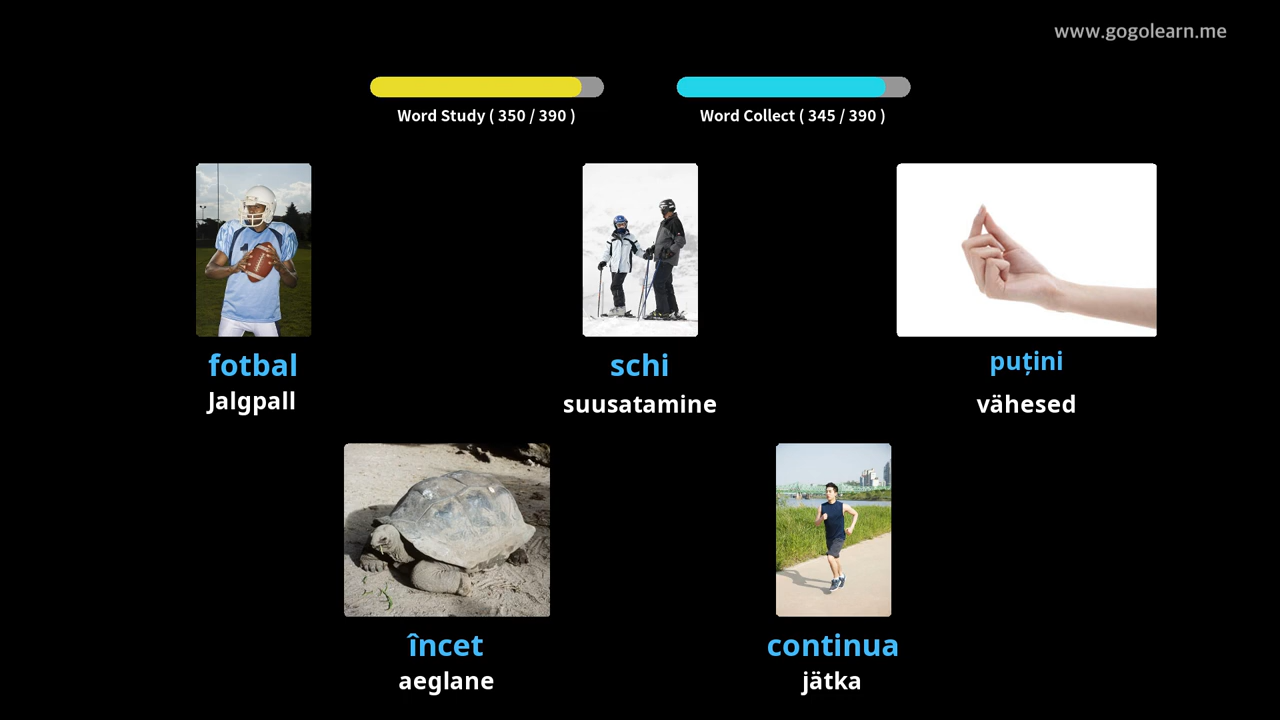 www.gogolearn.me
Word Study ( 350 / 390 )
Word Collect ( 345 / 390 )
fotbal
Jalgpall
schi
suusatamine
puțini
vähesed
încet
aeglane
continua
jätka